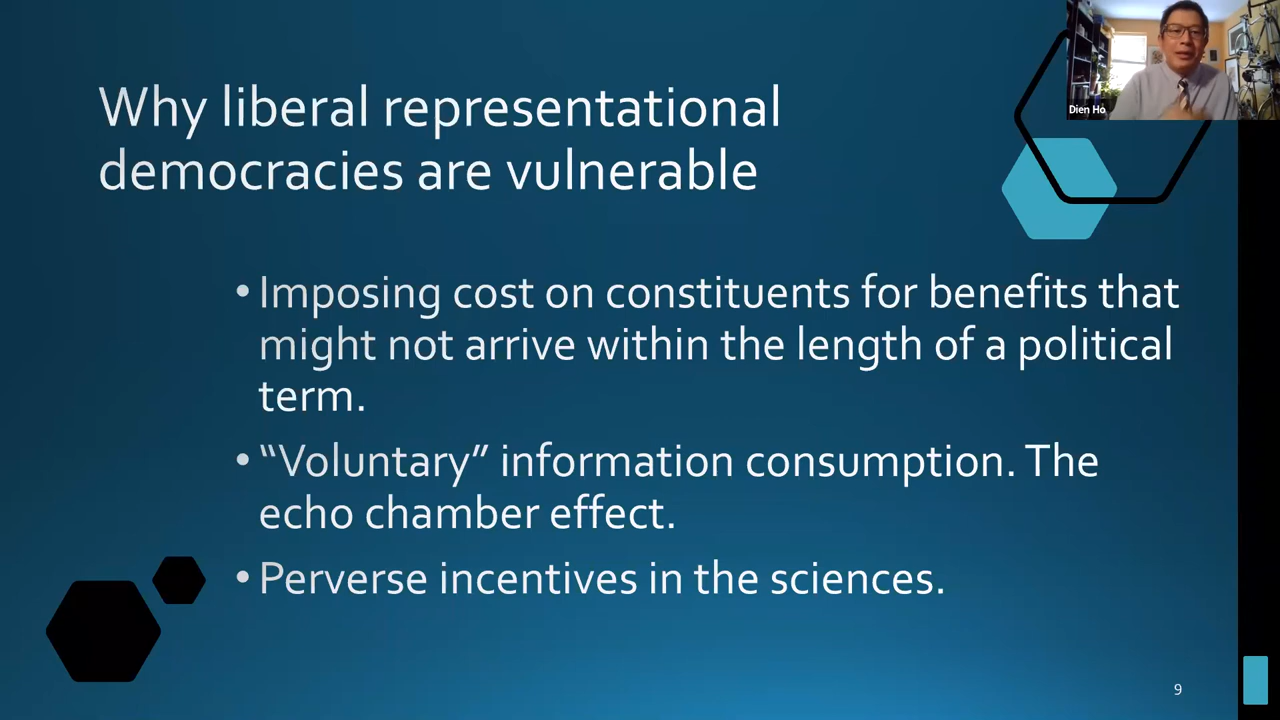 Why liberal representational
democracies are vulnerable
Dien Ho
•Imposing cost on constituents for benefits that
might not arrive within the length of a political
term.
•“Voluntary” information consumption. The
echo chamber effect.
•Perverse incentives in the sciences.
9